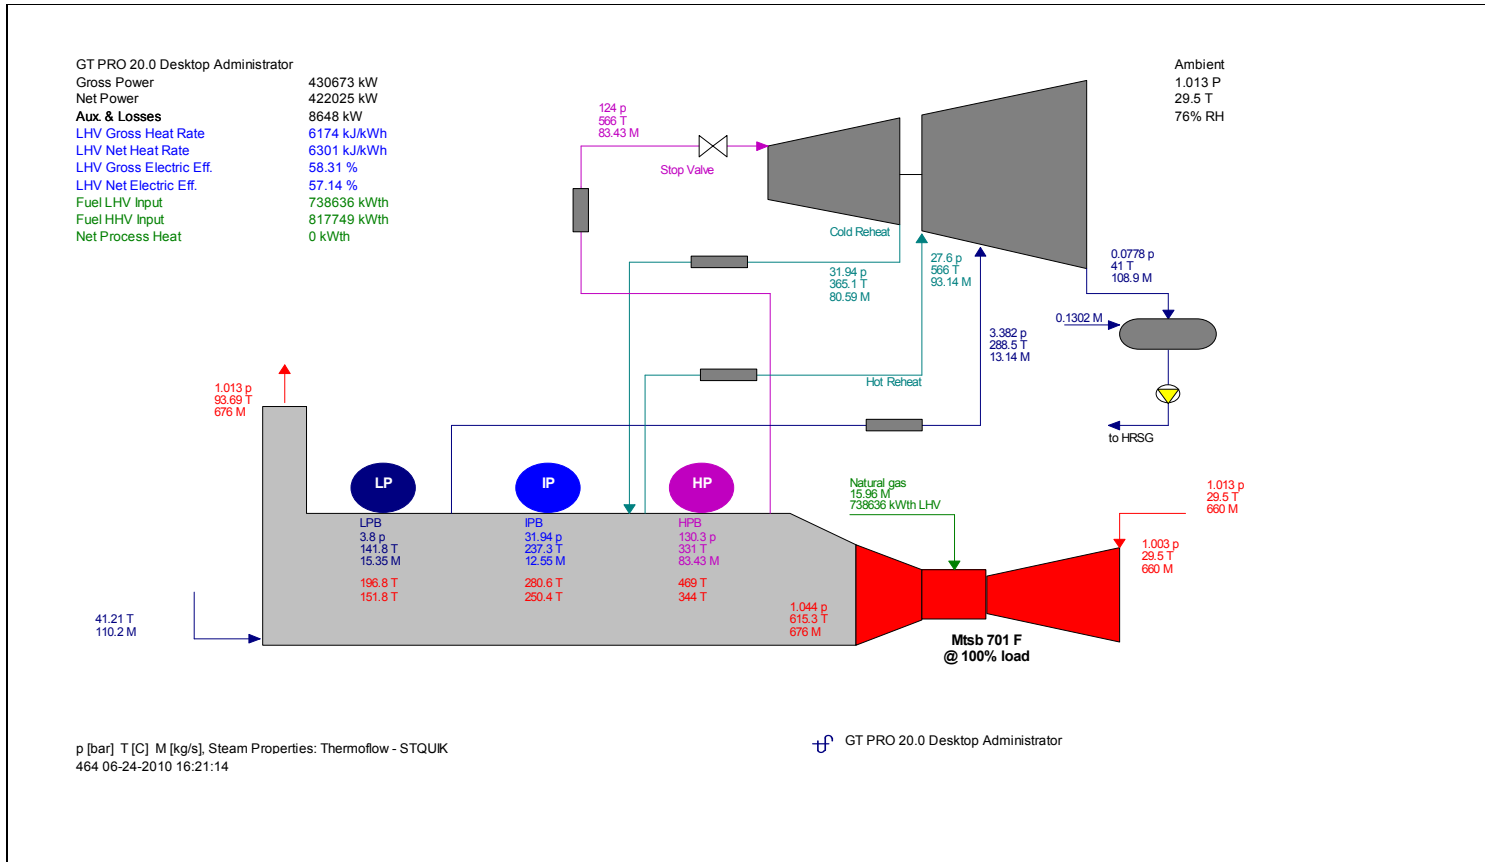 GT PRO 20.0 Desktop Administrator
Gross Power 430673 kW
Net Power 422025 kW
Aux. & Losses 8648 kW
LHV Gross Heat Rate 6174 kJ/kWh
LHV Net Heat Rate 6301 kJ/kWh
LHV Gross Electric Eff. 58.31 %
LHV Net Electric Eff. 57.14 %
Fuel LHV Input 738636 kWth
Fuel HHV Input 817749 kWth
Net Process Heat 0 kWth
Ambient
1.013 P
29.5 T
76% RH
124 p
566 T
83.43 M
Stop Valve
Cold Reheat
31.94 p
365.1 T
80.59 M
27.6 p
566 T
93.14 M
0.0778 p
41 T
108.9 M
0.1302 M
3.382 p
288.5 T
13.14 M
Hot Reheat
to HRSG
1.013 p
93.69 T
676 M
LP
IP
HP
LPB
3.8 p
141.8 T
15.35 M
196.8 T
151.8 T
IPB
31.94 p
237.3 T
12.55 M
280.6 T
250.4 T
HPB
130.3 p
331 T
83.43 M
469 T
344 T
Natural gas
15.96 M
738636 kWth LHV
1.013 p
29.5 T
660 M
1.003 p
29.5 T
660 M
1.044 p
615.3 T
676 M
41.21 T
110.2 M
Mtsb 701 F
@ 100% load
p [bar] T [C] M [kg/s], Steam Properties: Thermoflow - STQUIK
464 06-24-2010 16:21:14
GT PRO 20.0 Desktop Administrator